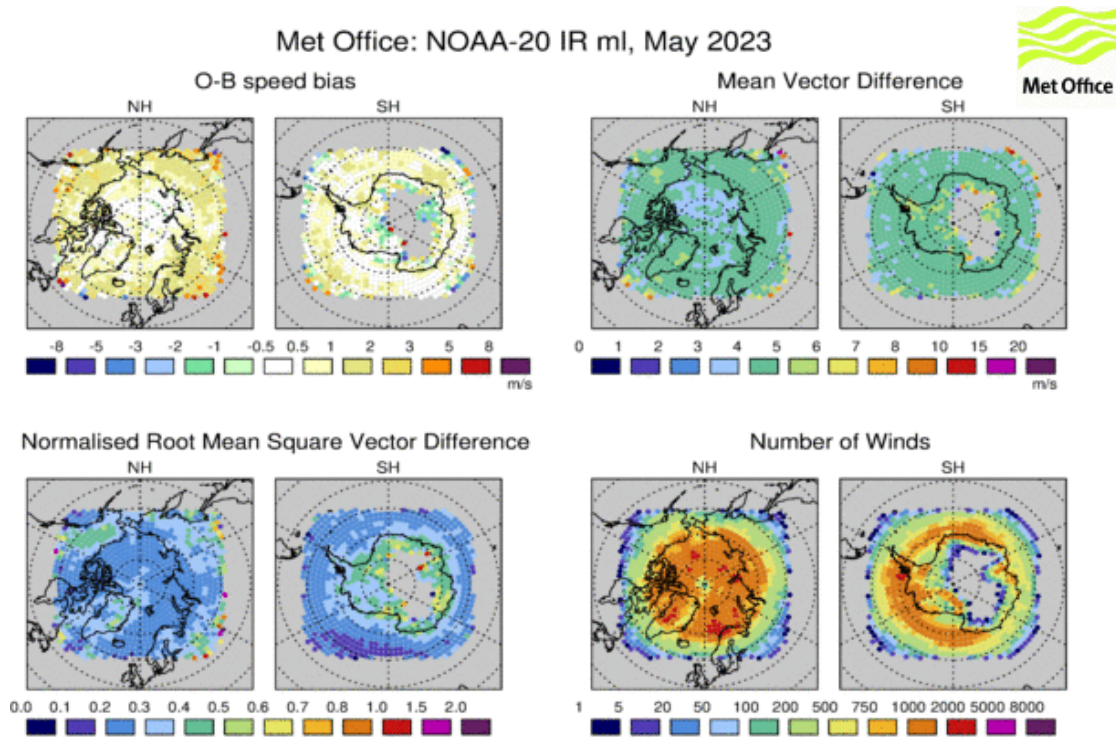 Met Office: NOAA-20 IR ml, May 2023
Met Office
O-B speed bias
NH SH
-8 -5 -3 -2 -1 -0.5 0.5 1 2 3 5 8
m/s
Mean Vector Difference
NH SH
0 1 2 3 4 5 6 7 8 10 15 20
m/s
Normalised Root Mean Square Vector Difference
NH SH
0.0 0.1 0.2 0.3 0.4 0.5 0.6 0.7 0.8 1.0 1.5 2.0
Number of Winds
NH SH
1 5 20 50 100 200 500 750 1000 20000 5000 8000